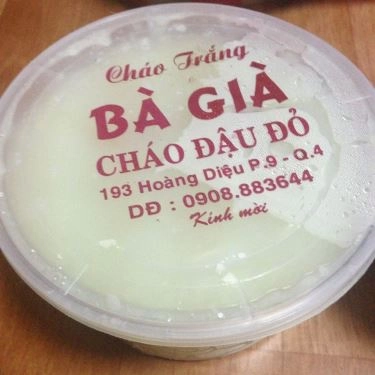 Cháo Trắng
BÀ GIÀ
CHÁO ĐẬU ĐỎ
193 Hoàng Diệu P.9 - Q.4
DĐ : 0908.883644
Kính mời